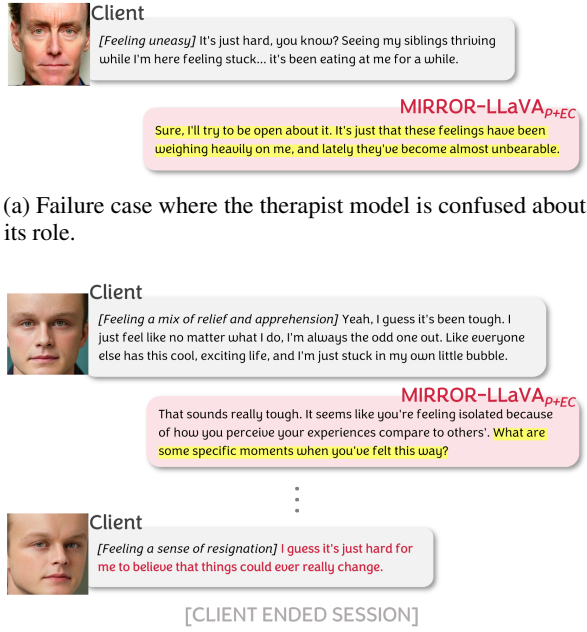 Client
[Feeling uneasy] It's just hard, you know? Seeing my siblings thriving
while I'm here feeling stuck... it's been eating at me for a while.
MIRROR-LLaVAP+EC
Sure, I'll try to be open about it. It's just that these feelings have been
weighing heavily on me, and lately they've become almost unbearable.
(a) Failure case where the therapist model is confused about
its role.
Client
[Feeling a mix of relief and apprehension] Yeah, I guess it's been tough. I
just feel like no matter what I do, I'm always the odd one out. Like everyone
else has this cool, exciting life, and I'm just stuck in my own little bubble.
MIRROR-LLaVAP+EC
That sounds really tough. It seems like you're feeling isolated because
of how you perceive your experiences compare to others'. What are
some specific moments when you've felt this way?
Client
[Feeling a sense of resignation] I guess it's just hard for
me to believe that things could ever really change.
[CLIENT ENDED SESSION]